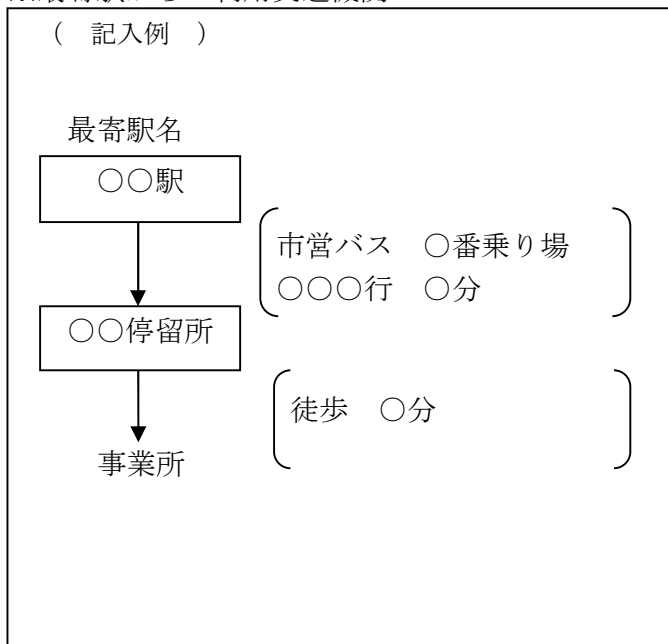 （　記入例　）
最寄駅名
○○駅
市営バス　○番乗り場
○○○行　○分
○○停留所
徒歩　○分
事業所